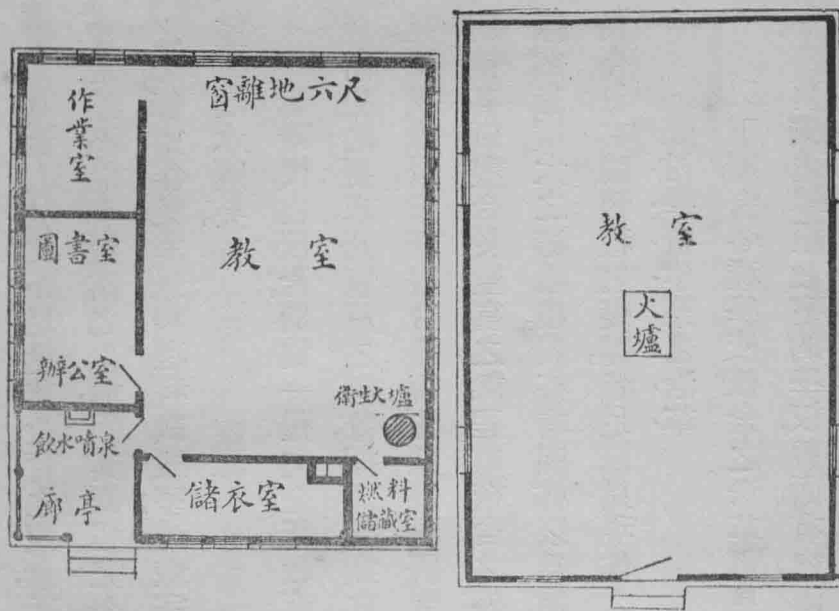 窗離地六尺
作業室
圖書室
教室
辦公室
衛生火爐
飲水噴泉
儲衣室
燃料
儲藏室
廊亭
教室
火爐